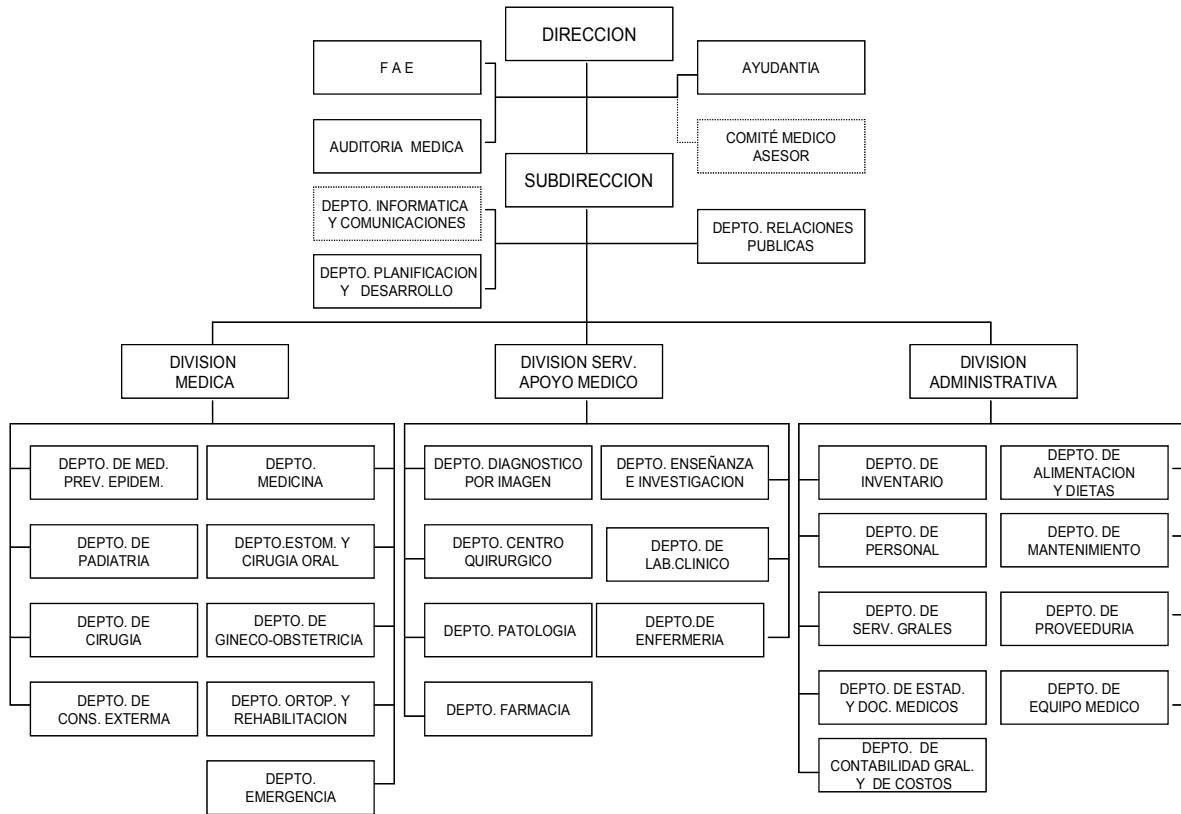 DIRECCION
F A E
AYUDANTIA
AUDITORIA MEDICA
COMITÉ MEDICO
ASESOR
SUBDIRECCION
DEPTO. INFORMATICA
Y COMUNICACIONES
DEPTO. RELACIONES
PUBLICAS
DEPTO. PLANIFICACION
Y DESARROLLO
DIVISION
MEDICA
DIVISION SERV.
APOYO MEDICO
DIVISION
ADMINISTRATIVA
DEPTO. DE MED.
PREV. EPIDEM.
DEPTO.
MEDICINA
DEPTO. DE
PADIATRIA
DEPTO.ESTOM. Y
CIRUGIA ORAL
DEPTO. DE
CIRUGIA
DEPTO. DE
GINECO-OBSTETRICIA
DEPTO. DE
CONS. EXTERMA
DEPTO. ORTOP. Y
REHABILITACION
DEPTO.
EMERGENCIA
DEPTO. DIAGNOSTICO
POR IMAGEN
DEPTO. ENSEÑANZA
E INVESTIGACION
DEPTO. CENTRO
QUIRURGICO
DEPTO. DE
LAB.CLINICO
DEPTO. PATOLOGIA
DEPTO.DE
ENFERMERIA
DEPTO. FARMACIA
DEPTO. DE
INVENTARIO
DEPTO. DE
ALIMENTACION
Y DIETAS
DEPTO. DE
PERSONAL
DEPTO. DE
MANTENIMIENTO
DEPTO. DE
SERV. GRALES
DEPTO. DE
PROVEEDURIA
DEPTO. DE ESTAD.
Y DOC. MEDICOS
DEPTO. DE
EQUIPO MEDICO
DEPTO. DE
CONTABILIDAD GRAL.
Y DE COSTOS